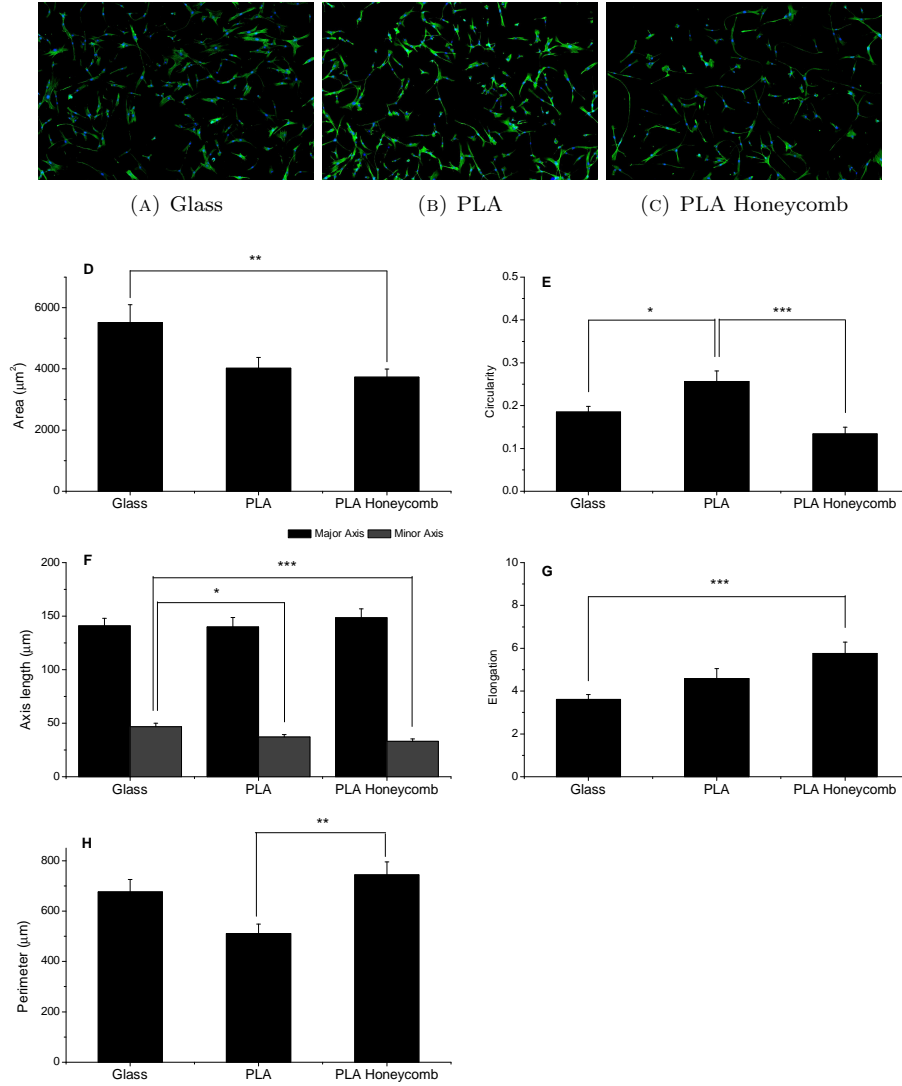 (A) Glass
(B) PLA
(C) PLA Honeycomb
D
**
6000
4000
2000
0
Area (μm²)
Glass
PLA
PLA Honeycomb
E
*
***
0.5
0.4
0.3
0.2
0.1
0.0
Circularity
Glass
PLA
PLA Honeycomb
Major Axis
Minor Axis
F
***
*
200
150
100
50
0
Axis length (μm)
Glass
PLA
PLA Honeycomb
G
***
10
8
6
4
2
0
Elongation
Glass
PLA
PLA Honeycomb
H
**
800
600
400
200
0
Perimeter (μm)
Glass
PLA
PLA Honeycomb